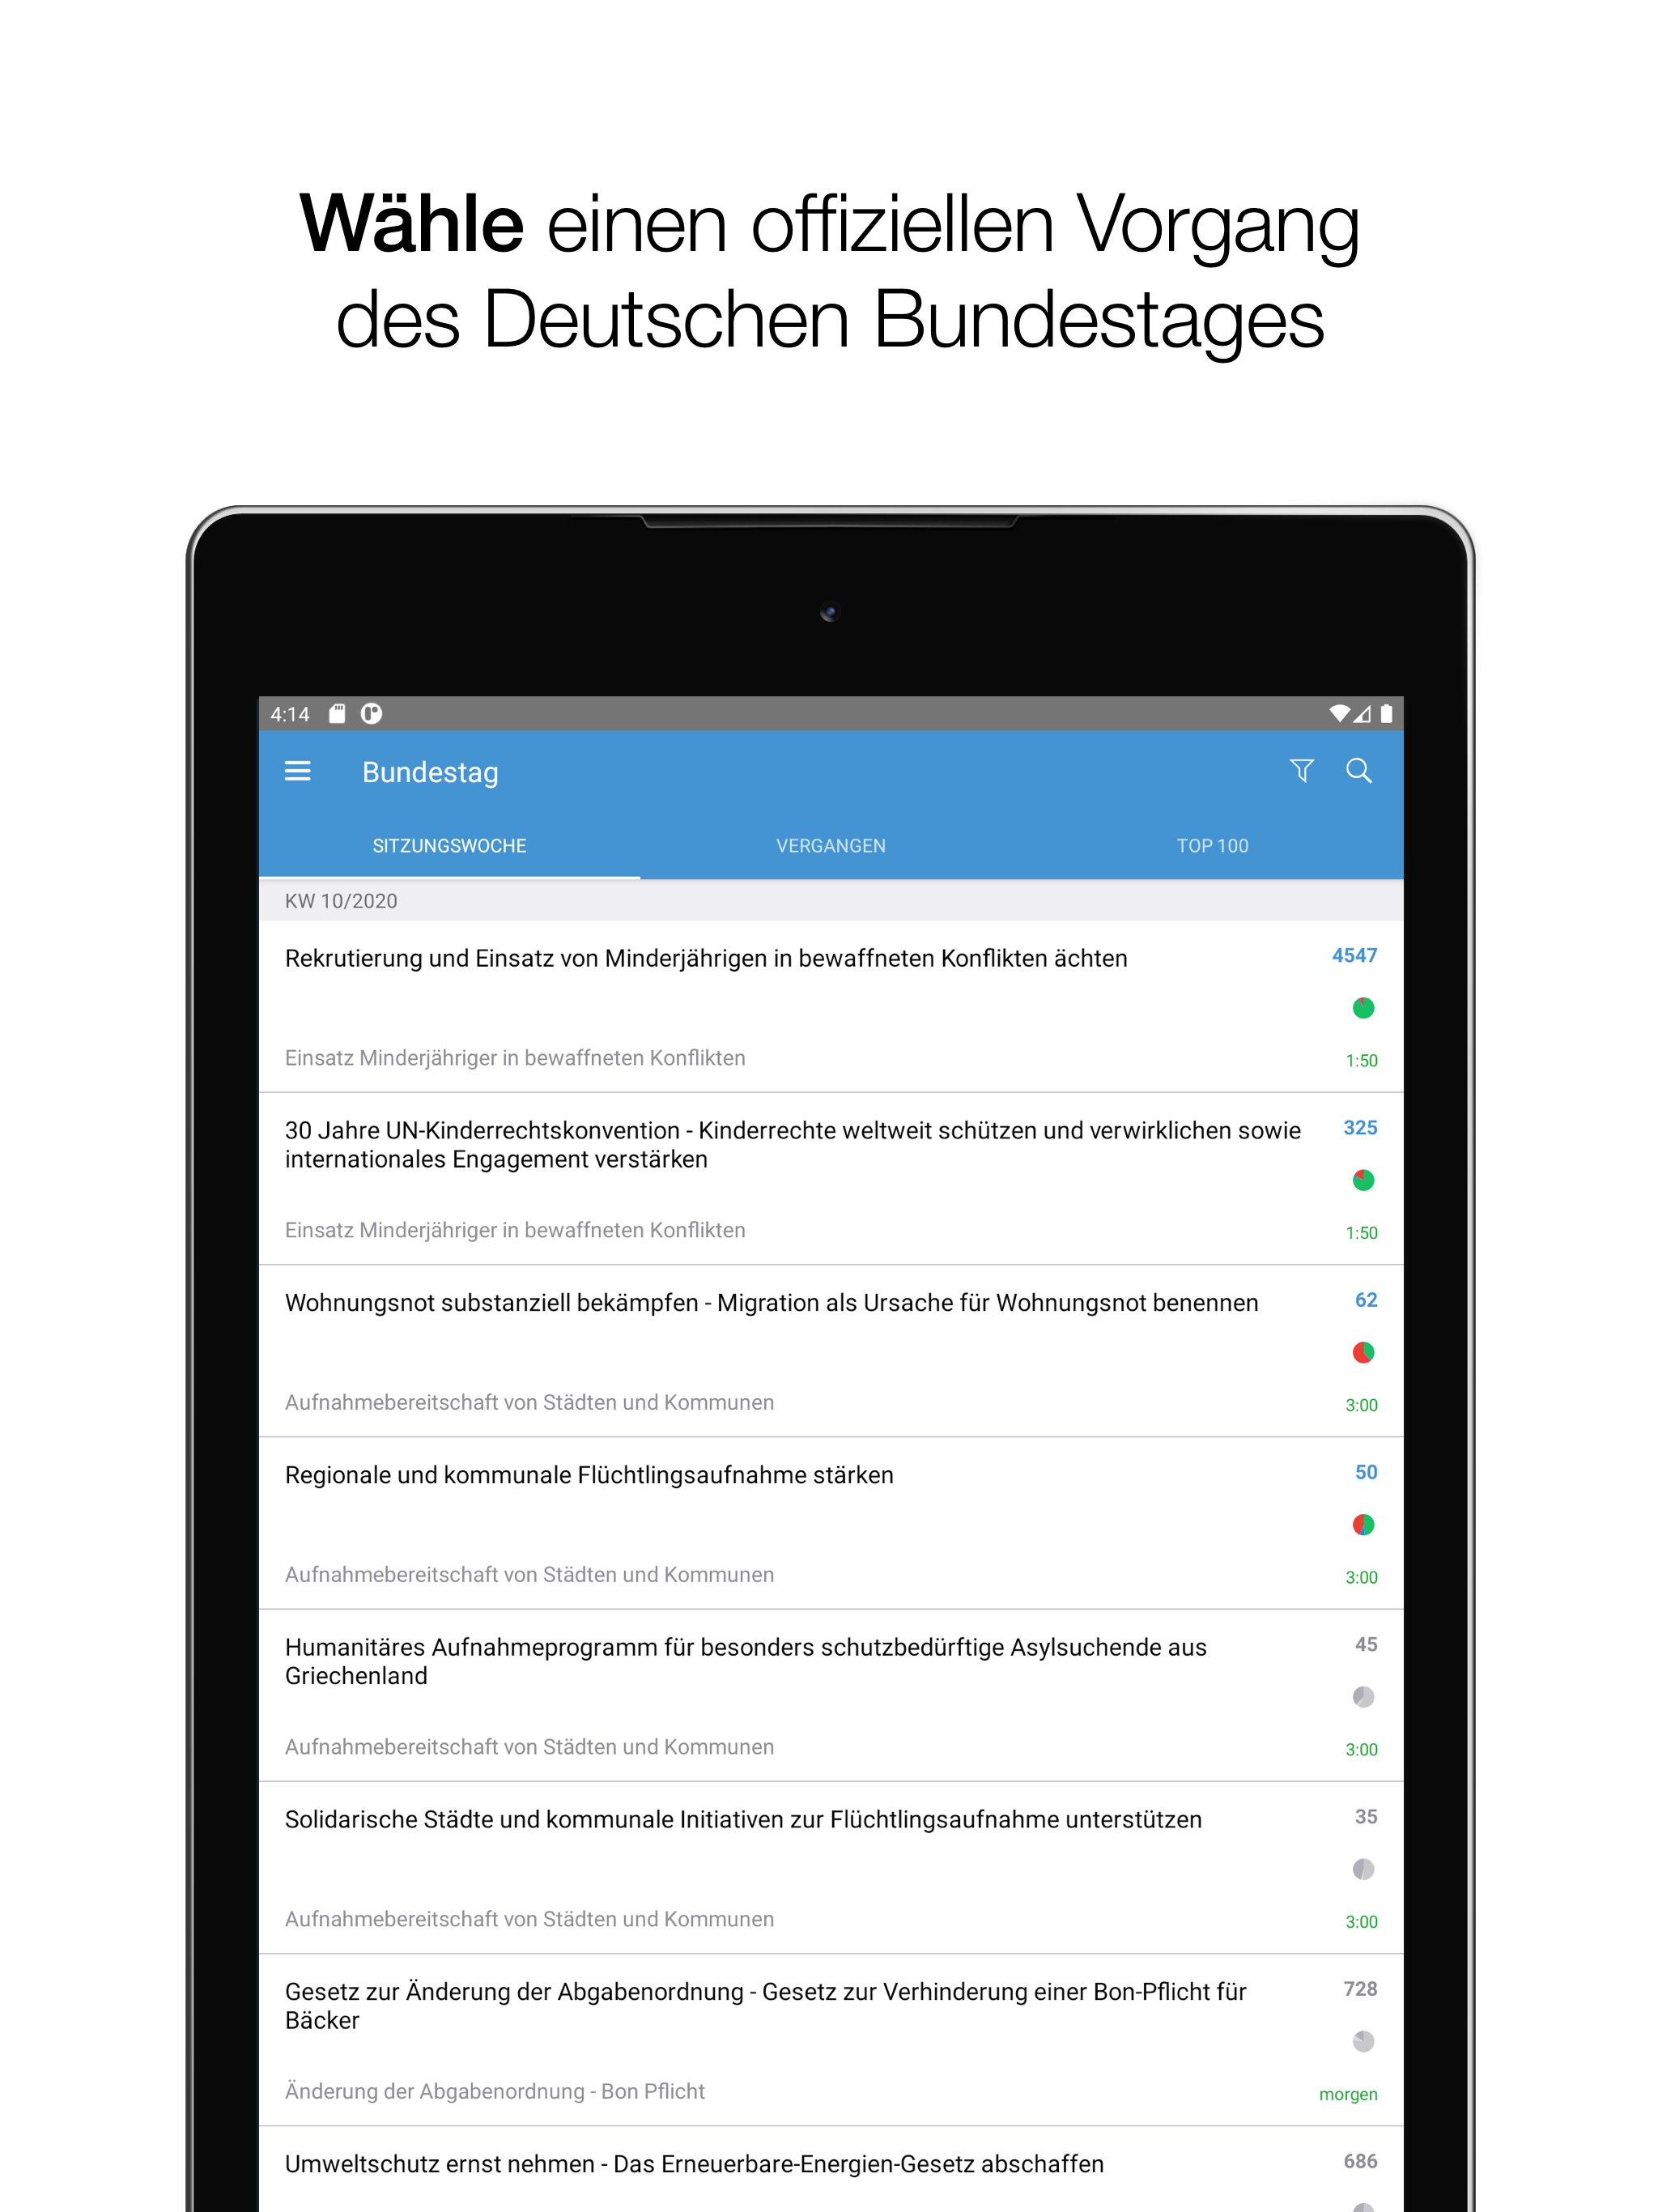 Wähle einen offiziellen Vorgang
des Deutschen Bundestages
4:14
Bundestag
SITZUNGSWOCHE VERGANGEN TOP 100
KW 10/2020
Rekrutierung und Einsatz von Minderjährigen in bewaffneten Konflikten ächten 4547
Einsatz Minderjähriger in bewaffneten Konflikten 1:50
30 Jahre UN-Kinderrechtskonvention - Kinderrechte weltweit schützen und verwirklichen sowie 325
internationales Engagement verstärken
Einsatz Minderjähriger in bewaffneten Konflikten 1:50
Wohnungsnot substanziell bekämpfen - Migration als Ursache für Wohnungsnot benennen 62
Aufnahmebereitschaft von Städten und Kommunen 3:00
Regionale und kommunale Flüchtlingsaufnahme stärken 50
Aufnahmebereitschaft von Städten und Kommunen 3:00
Humanitäres Aufnahmeprogramm für besonders schutzbedürftige Asylsuchende aus 45
Griechenland
Aufnahmebereitschaft von Städten und Kommunen 3:00
Solidarische Städte und kommunale Initiativen zur Flüchtlingsaufnahme unterstützen 35
Aufnahmebereitschaft von Städten und Kommunen 3:00
Gesetz zur Änderung der Abgabenordnung - Gesetz zur Verhinderung einer Bon-Pflicht für 728
Bäcker
Änderung der Abgabenordnung - Bon Pflicht morgen
Umweltschutz ernst nehmen - Das Erneuerbare-Energien-Gesetz abschaffen 686